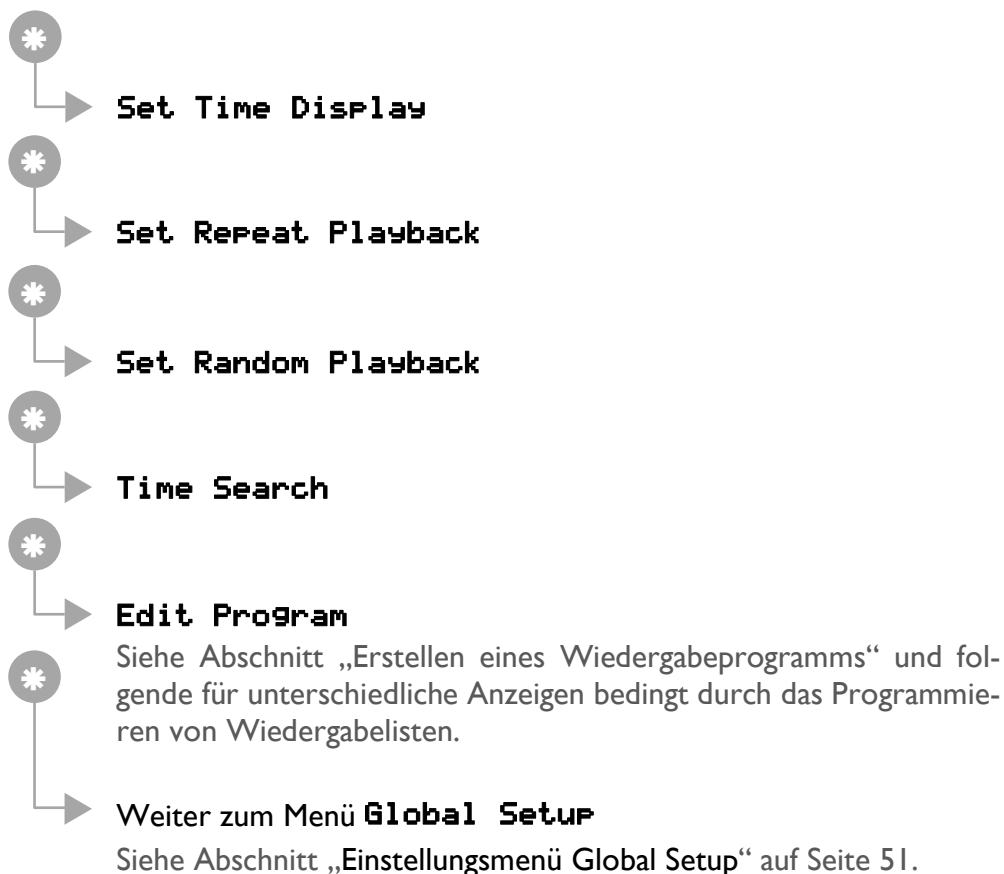 Set Time Display
Set Repeat Playback
Set Random Playback
Time Search
Edit Program
Siehe Abschnitt „Erstellen eines Wiedergabeprogramms“ und fol-
gende für unterschiedliche Anzeigen bedingt durch das Programmie-
ren von Wiedergabelisten.
Weiter zum Menü Global Setup
Siehe Abschnitt „Einstellungsmenü Global Setup“ auf Seite 51.